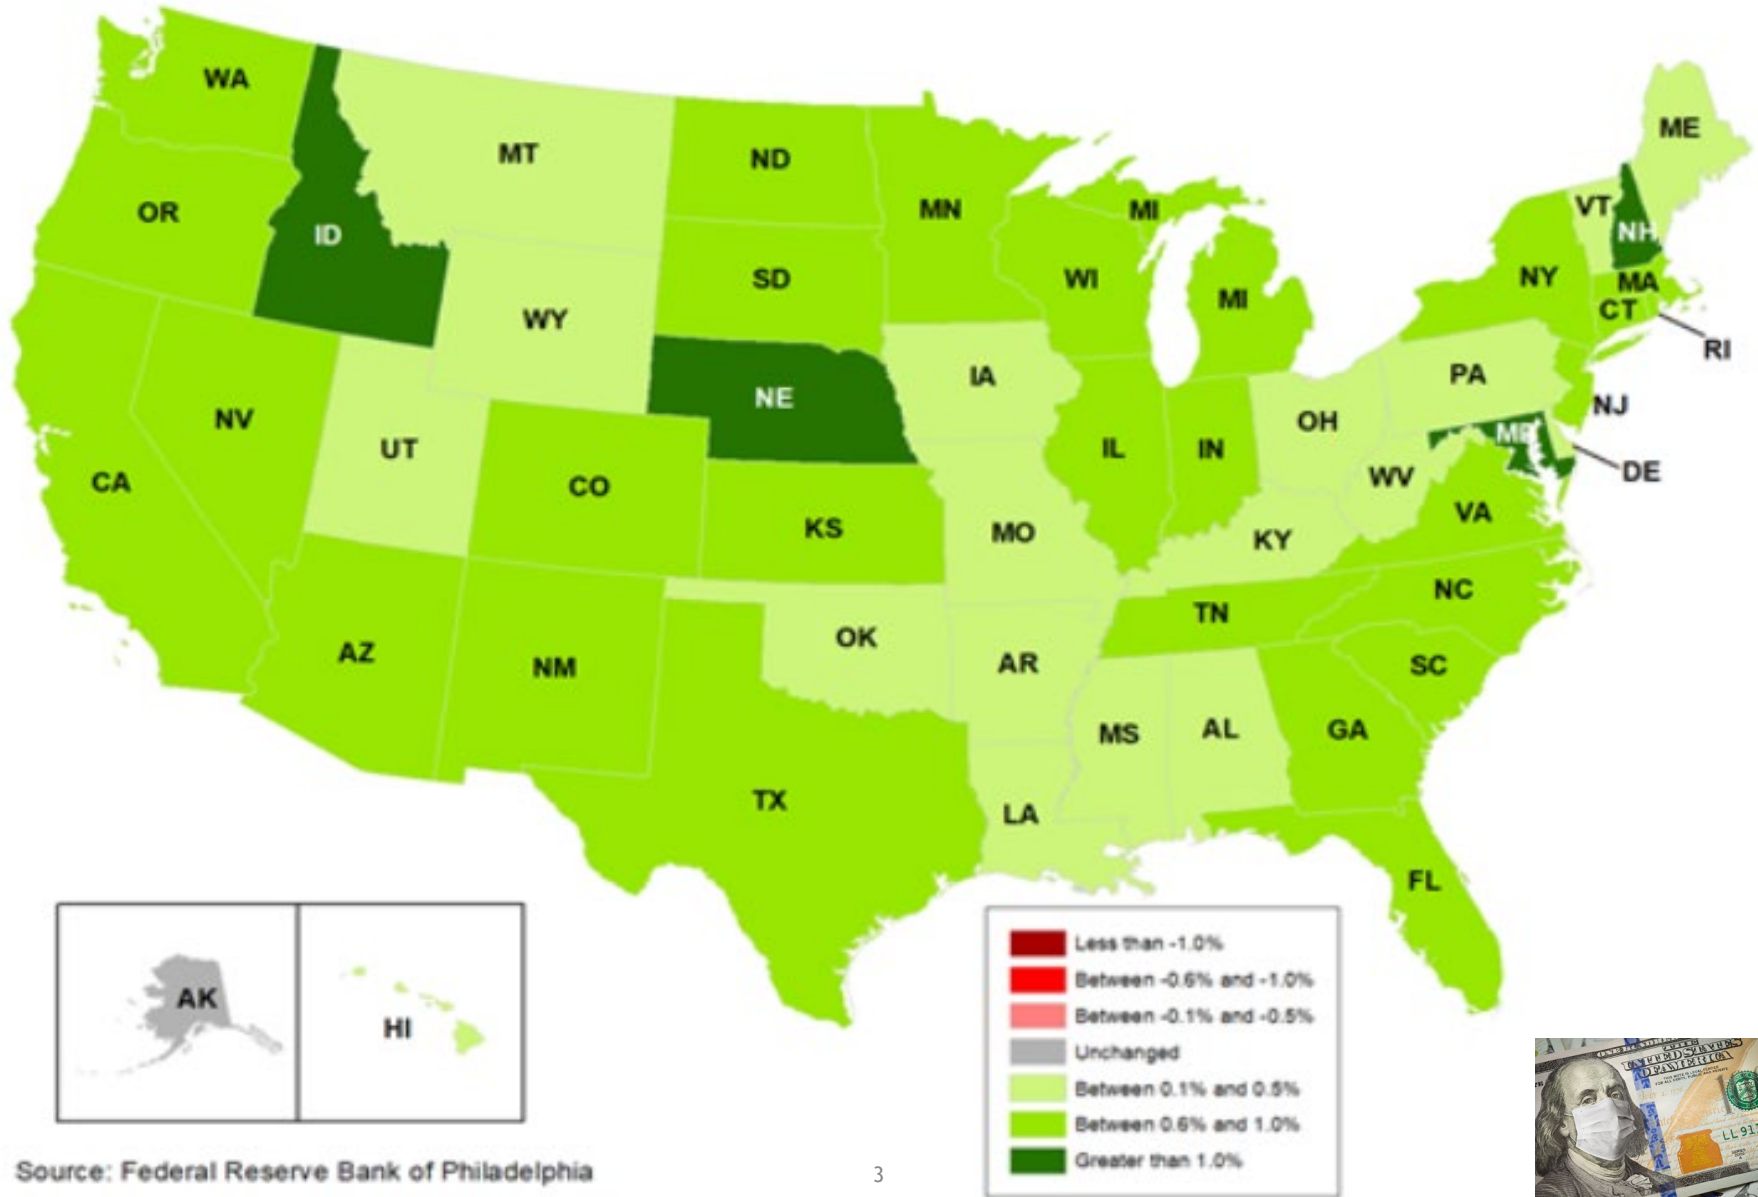 WA
MT
ND
MN
ME
OR
ID
SD
WI
MI
MI
VT
NH
NY
MA
CT
RI
WY
IA
PA
NE
NV
UT
CO
IL
IN
OH
NJ
CA
KS
MO
WV
DE
VA
KY
AZ
NM
OK
AR
TN
NC
SC
TX
LA
MS
AL
GA
FL
AK
HI
Less than -1.0%
Between -0.6% and -1.0%
Between -0.1% and -0.5%
Unchanged
Between 0.1% and 0.5%
Between 0.6% and 1.0%
Greater than 1.0%
Source: Federal Reserve Bank of Philadelphia
3
LL 91